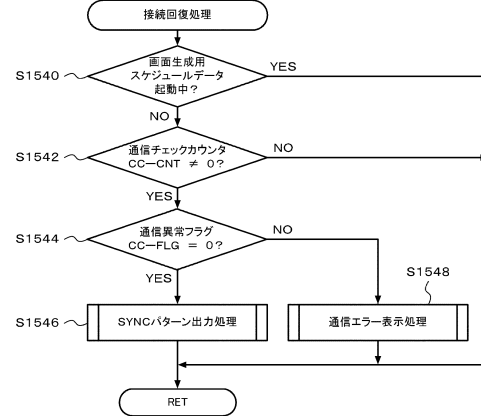 接続回復処理
S1540
画面生成用
スケジュールデータ
起動中?
YES
NO
S1542
通信チェックカウンタ
CC－CNT ≠ 0?
NO
YES
S1544
通信異常フラグ
CC－FLG = 0?
NO
YES
S1548
S1546
SYNCパターン出力処理
通信エラー表示処理
RET